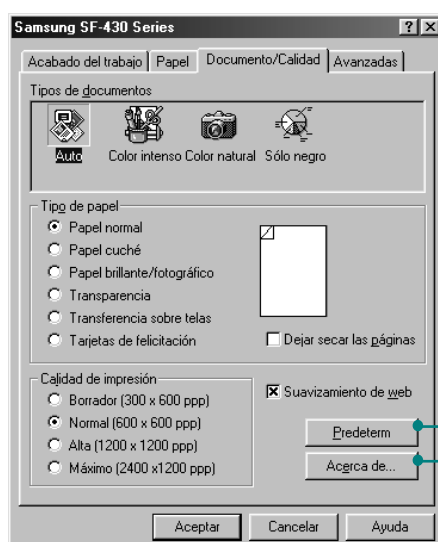 Samsung SF-430 Series
Acabado del trabajo Papel Documento/Calidad Avanzadas
Tipos de documentos
Auto Color intenso Color natural Sólo negro
Tipo de papel
Papel normal
Papel cuché
Papel brillante/fotográfico
Transparencia
Transferencia sobre telas
Tarjetas de felicitación
Dejar secar las páginas
Calidad de impresión
Borrador (300 x 600 ppp)
Normal (600 x 600 ppp)
Alta (1200 x 1200 ppp)
Máximo (2400 x1200 ppp)
Suavizamiento de web
Predeterm
Acerca de...
Aceptar Cancelar Ayuda